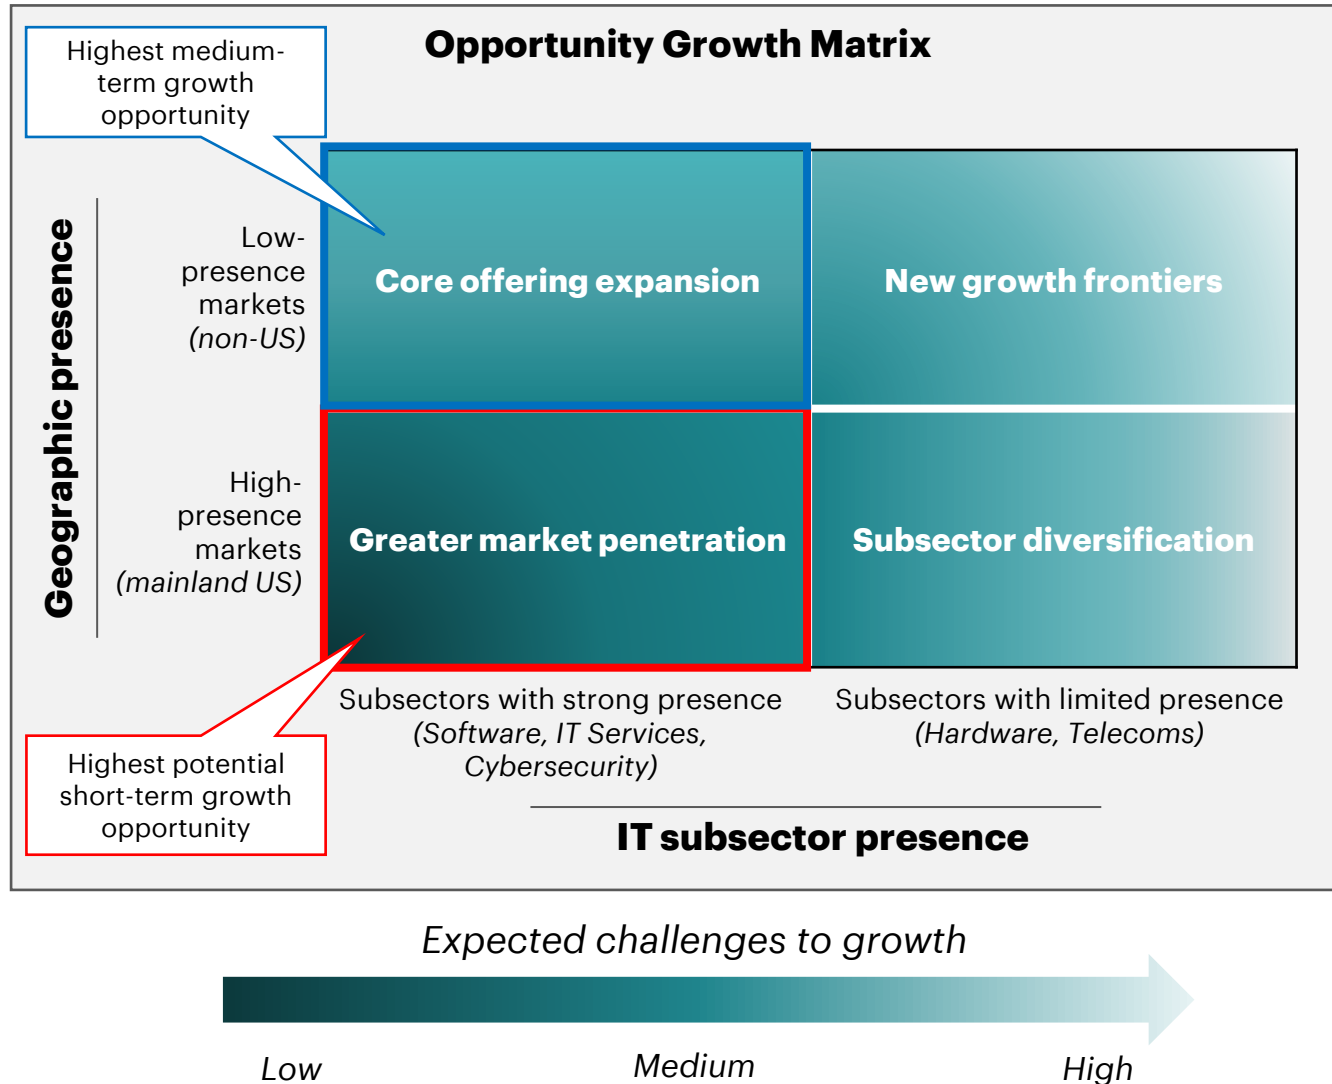 Opportunity Growth Matrix
Highest medium-
term growth
opportunity
Geographic presence
Low-
presence
markets
(non-US)
Core offering expansion
New growth frontiers
High-
presence
markets
(mainland US)
Greater market penetration
Subsector diversification
Highest potential
short-term growth
opportunity
Subsectors with strong presence
(Software, IT Services,
Cybersecurity)
Subsectors with limited presence
(Hardware, Telecoms)
IT subsector presence
Expected challenges to growth
Low
Medium
High